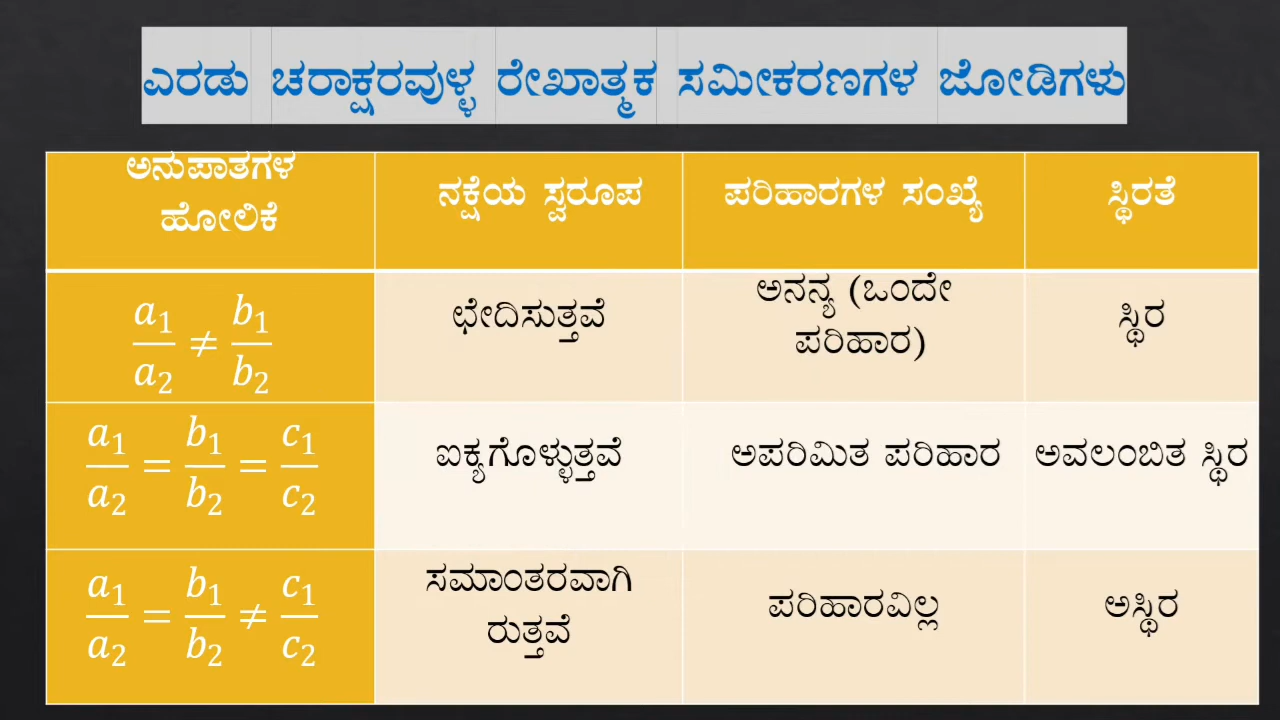 ಎರಡು ಚರಾಕ್ಷರವುಳ್ಳ ರೇಖಾತ್ಮಕ ಸಮೀಕರಣಗಳ ಜೋಡಿಗಳು
ಅನುಪಾತಗಳ
ಹೋಲಿಕೆ
ನಕ್ಷೆಯ ಸ್ವರೂಪ
ಪರಿಹಾರಗಳ ಸಂಖ್ಯೆ
ಸ್ಥಿರತೆ
a₁/a₂ ≠ b₁/b₂
ಛೇದಿಸುತ್ತವೆ
ಅನನ್ಯ (ಒಂದೇ
ಪರಿಹಾರ)
ಸ್ಥಿರ
a₁/a₂ = b₁/b₂ = c₁/c₂
ಐಕ್ಯಗೊಳ್ಳುತ್ತವೆ
ಅಪರಿಮಿತ ಪರಿಹಾರ
ಅವಲಂಬಿತ ಸ್ಥಿರ
a₁/a₂ = b₁/b₂ ≠ c₁/c₂
ಸಮಾಂತರವಾಗಿ
ರುತ್ತವೆ
ಪರಿಹಾರವಿಲ್ಲ
ಅಸ್ಥಿರ